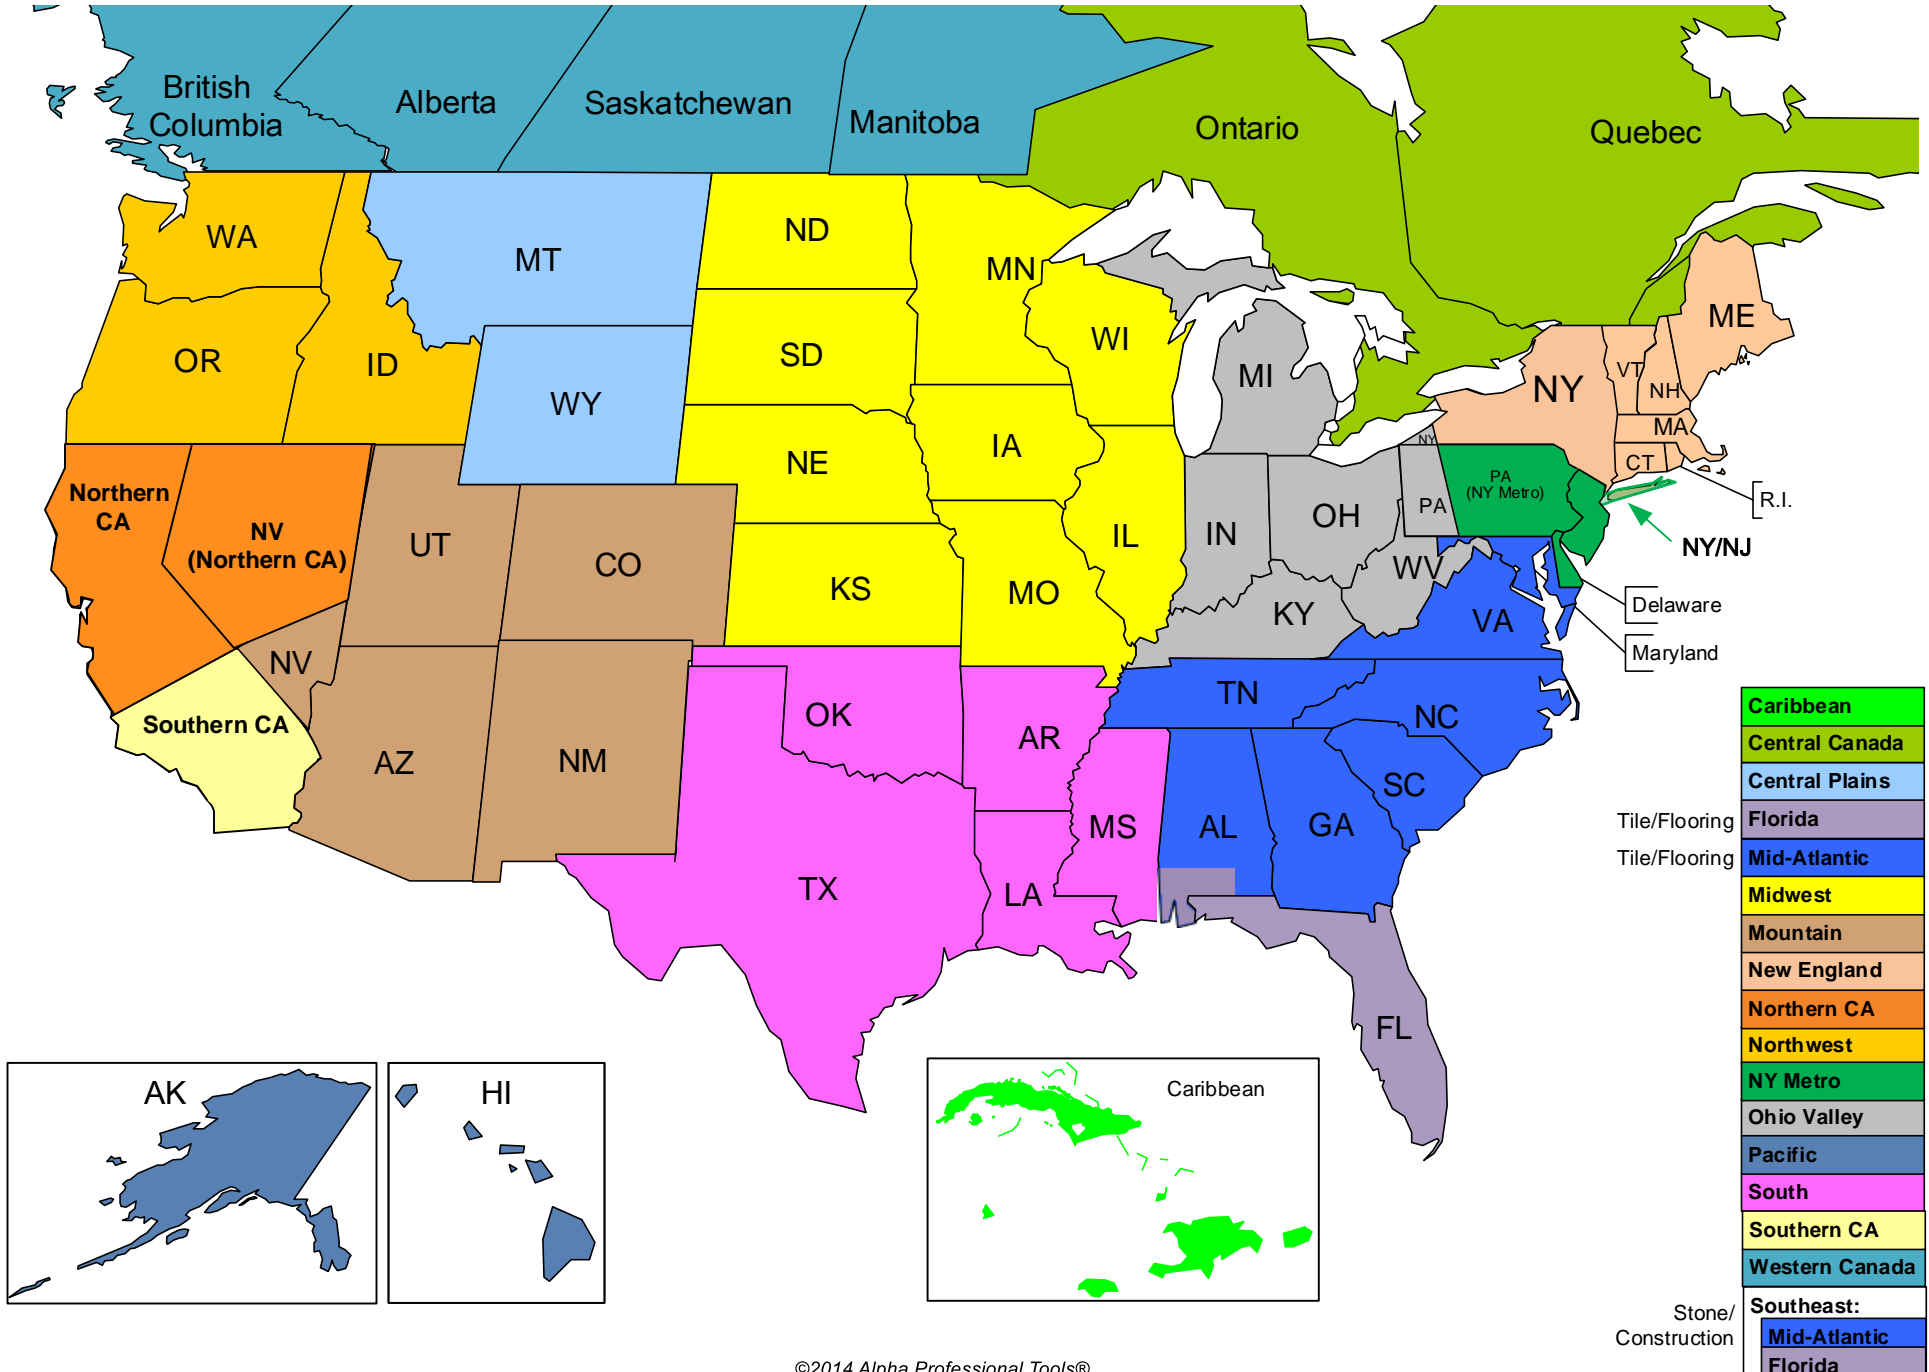 British
Columbia
Alberta
Saskatchewan
Manitoba
Ontario
Quebec
WA
MT
ND
MN
OR
ID
WY
SD
WI
MI
NY
VT
NH
ME
MA
CT
R.I.
NE
IA
NY
PA
PA
(NY Metro)
NY/NJ
Northern
CA
NV
(Northern CA)
UT
CO
KS
MO
IL
IN
OH
WV
KY
VA
Delaware
Maryland
NV
Southern CA
AZ
NM
OK
AR
TN
NC
SC
TX
LA
MS
AL
GA
FL
AK
HI
Caribbean
Caribbean
Central Canada
Central Plains
Tile/Flooring Florida
Tile/Flooring Mid-Atlantic
Midwest
Mountain
New England
Northern CA
Northwest
NY Metro
Ohio Valley
Pacific
South
Southern CA
Western Canada
Stone/
Construction
Southeast:
Mid-Atlantic
Florida
©2014 Alpha Professional Tools®